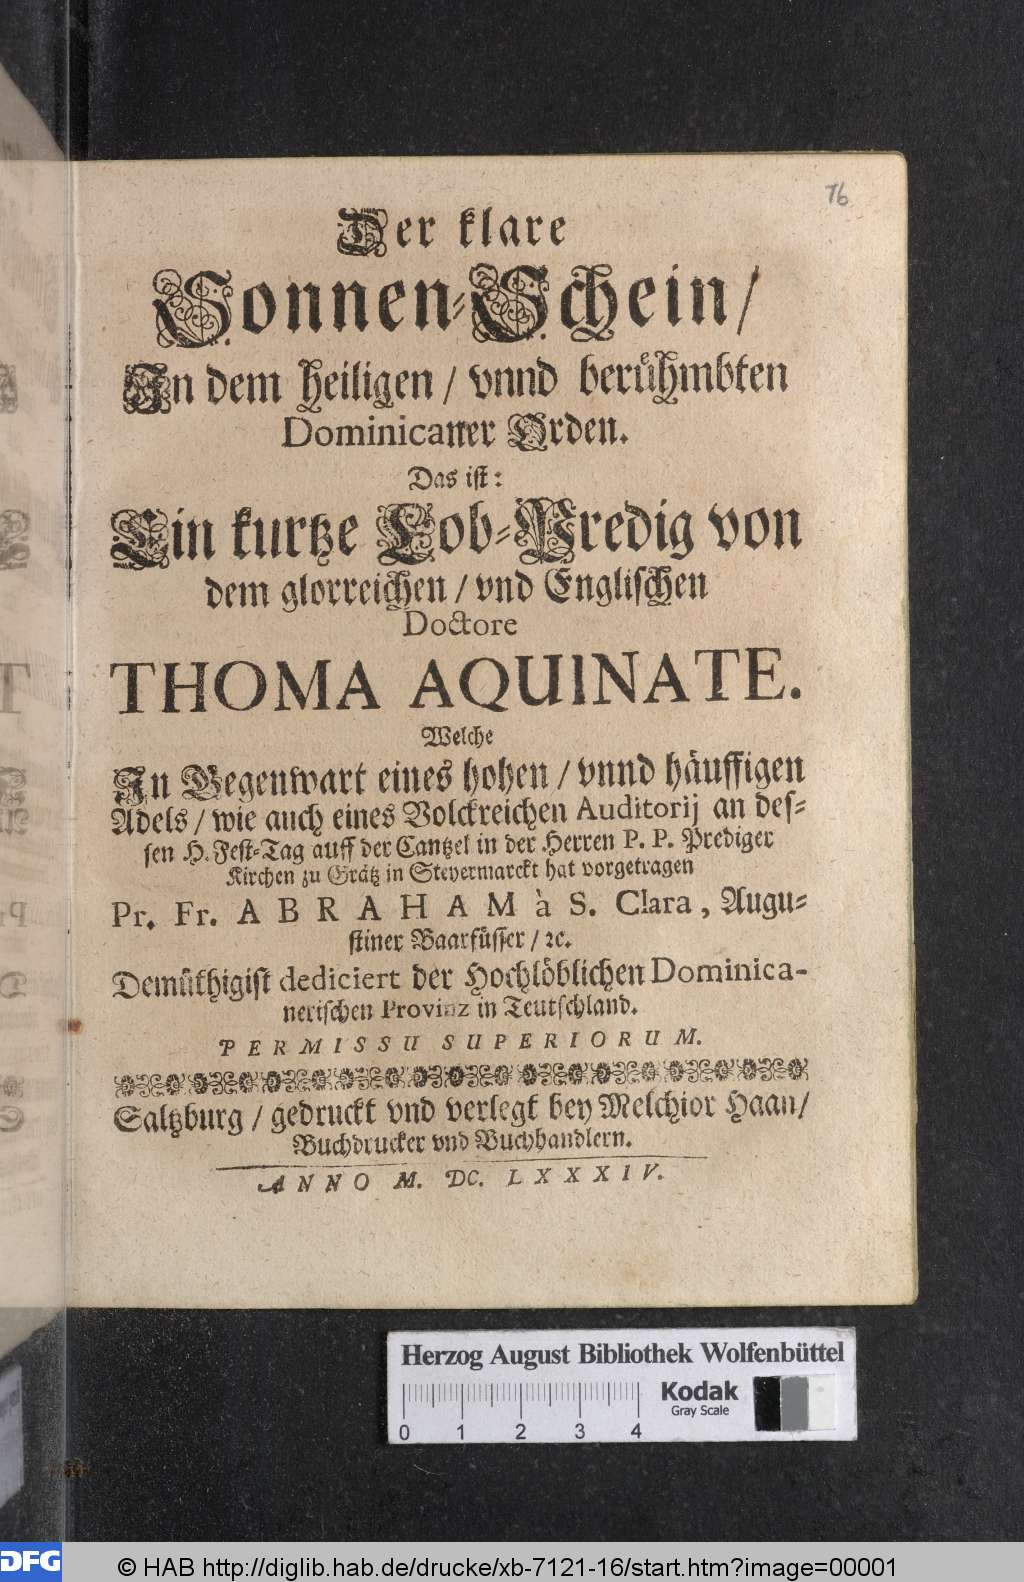 76
Der klare
Sonnen-Schein/
In dem heiligen/ vnnd berühmbten
Dominicaner Orden.
Das ist:
Ein kurtze Lob-Predig von
dem glorreichen/ vnd Englischen
Doctore
THOMA AQUINATE.
Welche
In Gegenwart eines hohen/ vnnd häuffigen
Adels/ wie auch eines Volckreichen Auditorij an des-
sen H. Fest-Tag auff der Cantzel in der Herren P. P. Prediger
Kirchen zu Grätz in Steyermarckt hat vorgetragen
Pr. Fr. ABRAHAM à S. Clara, Augu-
stiner Baarfüsser/ ꝛc.
Demüthigist dediciert der Hochlöblichen Dominica-
nerischen Provinz in Teutschland.
PERMISSU SUPERIORUM.
Saltzburg/ gedruckt vnd verlegt bey Melchior Haan/
Buchdrucker vnd Buchhandlern.
ANNO M. DC. LXXXIV.
Herzog August Bibliothek Wolfenbüttel
Kodak
Gray Scale
0 1 2 3 4
DFG
© HAB http://diglib.hab.de/drucke/xb-7121-16/start.htm?image=00001